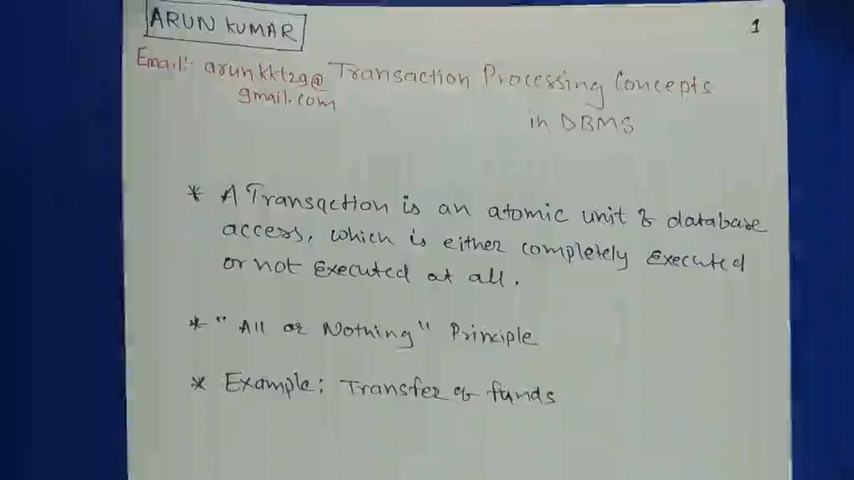 ARUN KUMAR
1
Email:- arunkkt29@
gmail.com
Transaction Processing Concepts
in DBMS
* A Transaction is an atomic unit of database
access, which is either completely executed
or not executed at all.
* "All or Nothing" Principle
* Example: Transfer of funds